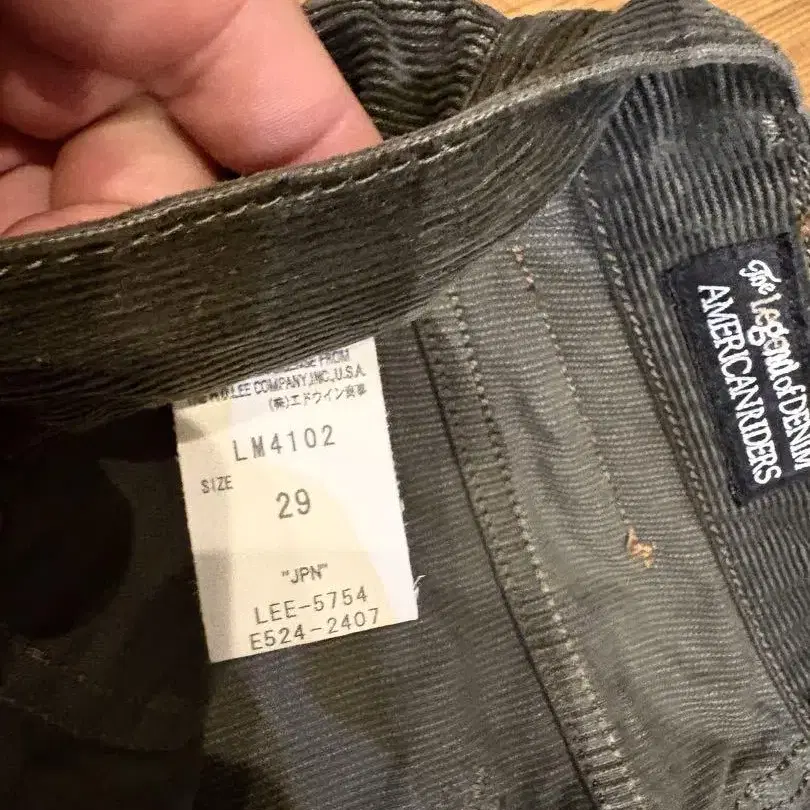 FROM
LEE COMPANY,INC.,U.S.A.
(株)エドウイン商事
LM4102
SIZE
29
"JPN"
LEE-5754
E524-2407
The Legend of DENIM
AMERICAN RIDERS